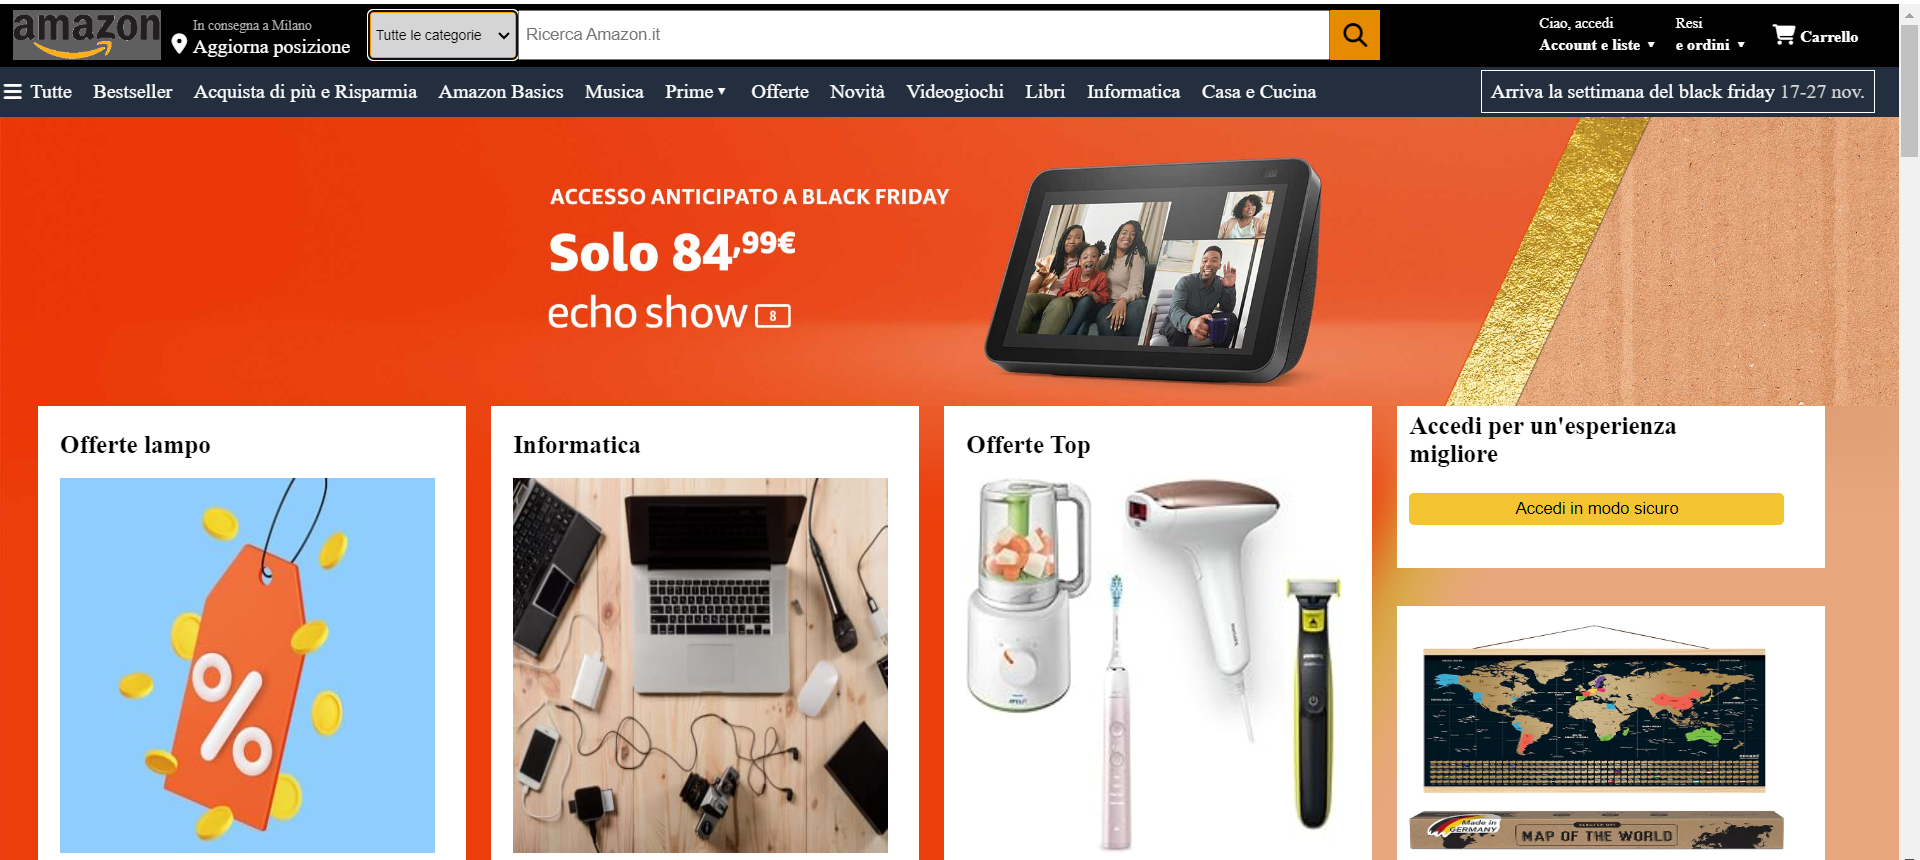 amazon
In consegna a Milano
Aggiorna posizione
Tutte le categorie
Ricerca Amazon.it
Ciao, accedi
Account e liste
Resi
e ordini
Carrello
Tutte Bestseller Acquista di più e Risparmia Amazon Basics Musica Prime Offerte Novità Videogiochi Libri Informatica Casa e Cucina
Arriva la settimana del black friday 17-27 nov.
ACCESSO ANTICIPATO A BLACK FRIDAY
Solo 84,99€
echo show 8
Offerte lampo
Informatica
Offerte Top
Accedi per un'esperienza
migliore
Accedi in modo sicuro
%
Made in
GERMANY
MAP OF THE WORLD